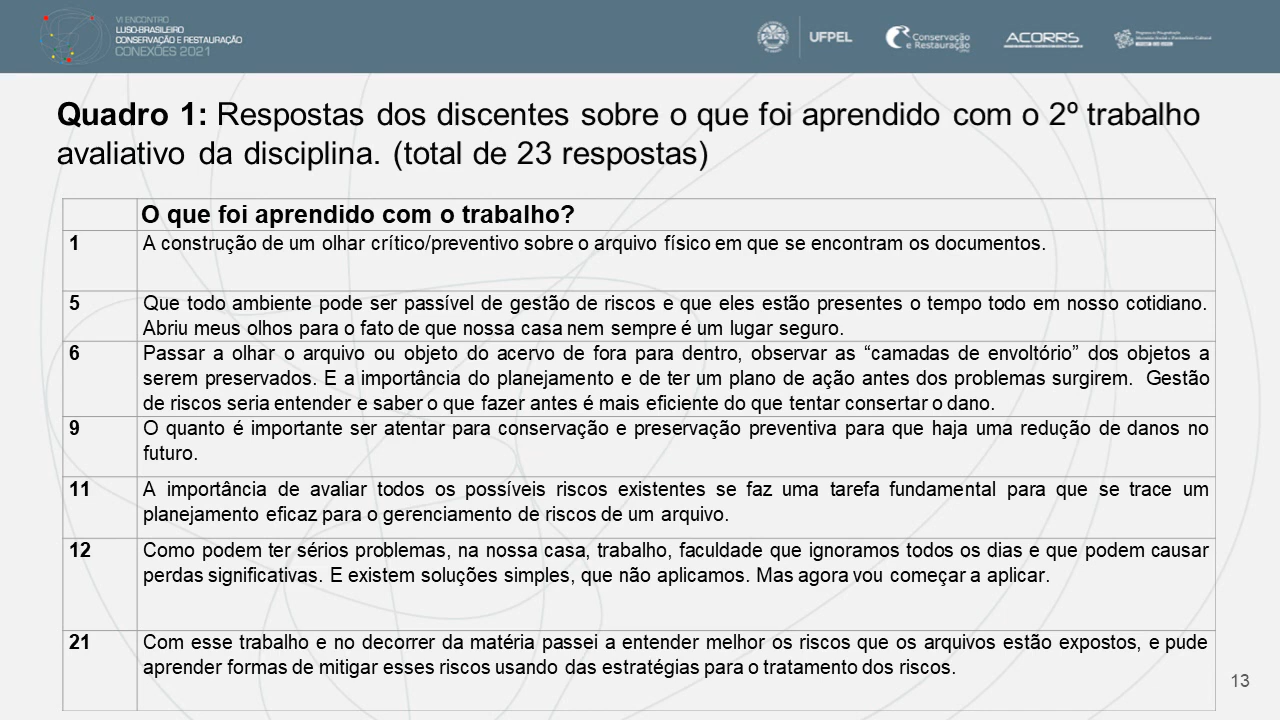 VI ENCONTRO
LUSO-BRASILEIRO
CONSERVAÇÃO E RESTAURAÇÃO
CONEXÕES 2021
UFPEL
Conservação
e Restauração
ACORRS
Quadro 1: Respostas dos discentes sobre o que foi aprendido com o 2º trabalho
avaliativo da disciplina. (total de 23 respostas)
O que foi aprendido com o trabalho?
1 A construção de um olhar crítico/preventivo sobre o arquivo físico em que se encontram os documentos.
5 Que todo ambiente pode ser passível de gestão de riscos e que eles estão presentes o tempo todo em nosso cotidiano.
Abriu meus olhos para o fato de que nossa casa nem sempre é um lugar seguro.
6 Passar a olhar o arquivo ou objeto do acervo de fora para dentro, observar as “camadas de envoltório” dos objetos a
serem preservados. E a importância do planejamento e de ter um plano de ação antes dos problemas surgirem. Gestão
de riscos seria entender e saber o que fazer antes é mais eficiente do que tentar consertar o dano.
9 O quanto é importante ser atentar para conservação e preservação preventiva para que haja uma redução de danos no
futuro.
11 A importância de avaliar todos os possíveis riscos existentes se faz uma tarefa fundamental para que se trace um
planejamento eficaz para o gerenciamento de riscos de um arquivo.
12 Como podem ter sérios problemas, na nossa casa, trabalho, faculdade que ignoramos todos os dias e que podem causar
perdas significativas. E existem soluções simples, que não aplicamos. Mas agora vou começar a aplicar.
21 Com esse trabalho e no decorrer da matéria passei a entender melhor os riscos que os arquivos estão expostos, e pude
aprender formas de mitigar esses riscos usando das estratégias para o tratamento dos riscos.
13